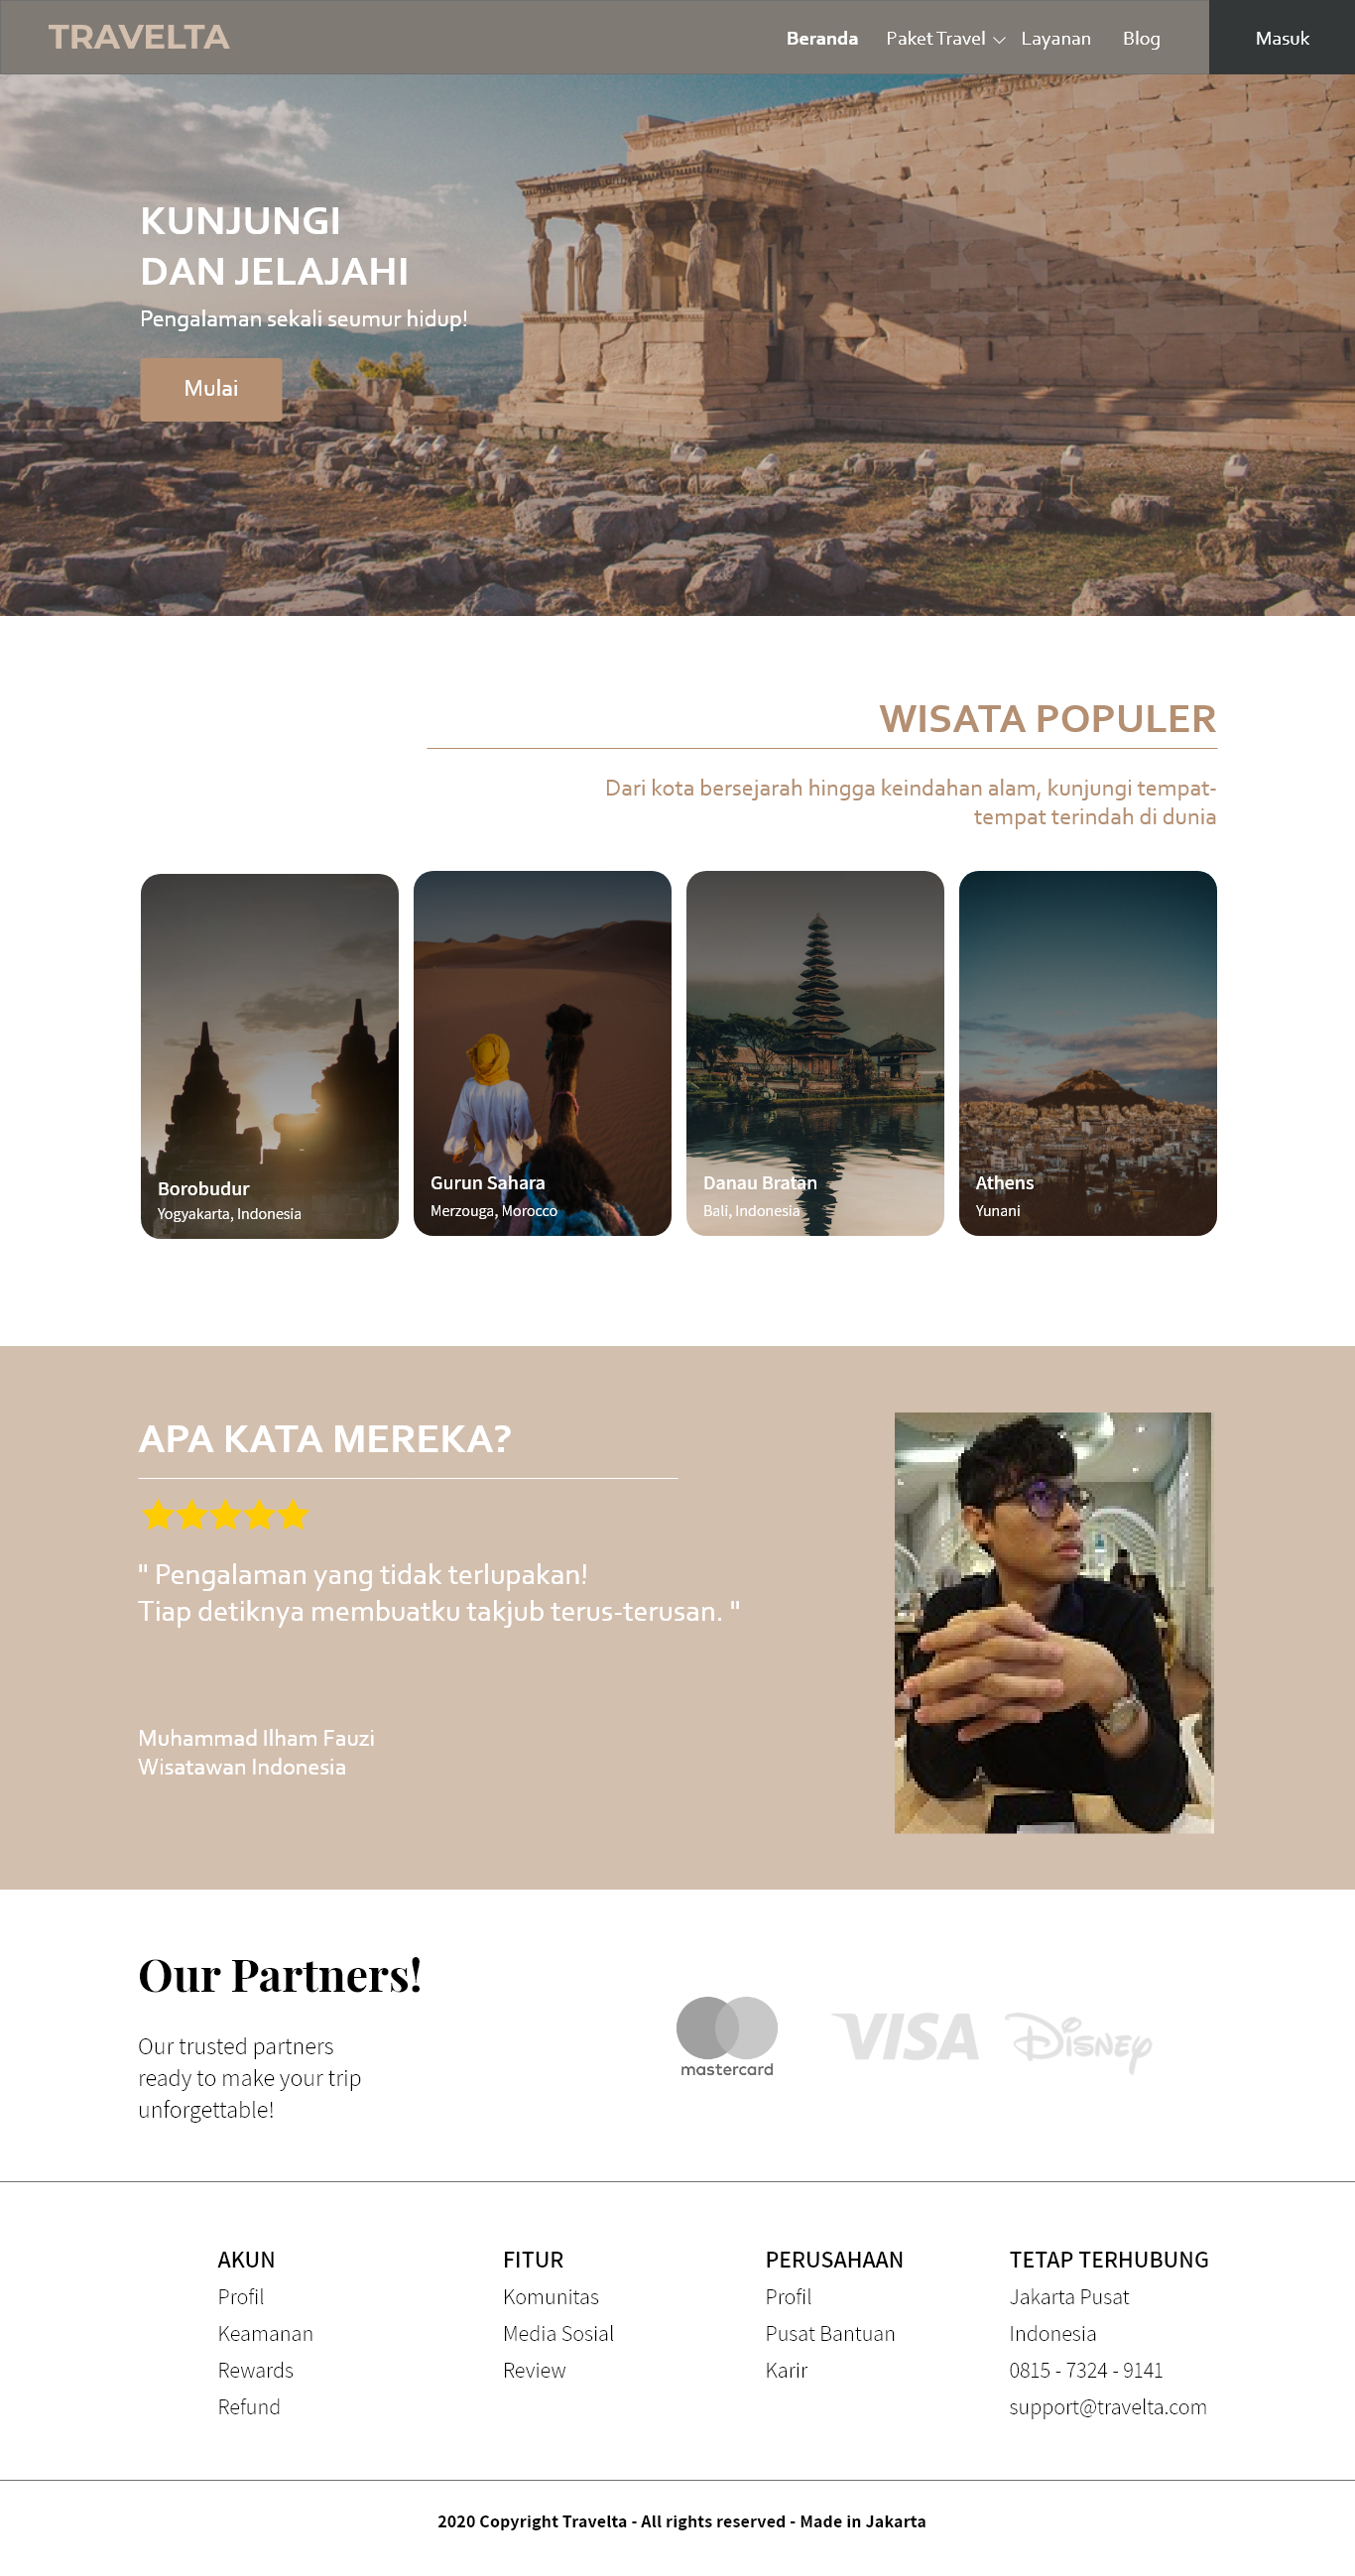 TRAVELTA
Beranda
Paket Travel
Layanan
Blog
Masuk
KUNJUNGI
DAN JELAJAHI
Pengalaman sekali seumur hidup!
Mulai
WISATA POPULER
Dari kota bersejarah hingga keindahan alam, kunjungi tempat-
tempat terindah di dunia
Borobudur
Yogyakarta, Indonesia
Gurun Sahara
Merzouga, Morocco
Danau Bratan
Bali, Indonesia
Athens
Yunani
APA KATA MEREKA?
" Pengalaman yang tidak terlupakan!
Tiap detiknya membuatku takjub terus-terusan. "
Muhammad Ilham Fauzi
Wisatawan Indonesia
Our Partners!
Our trusted partners
ready to make your trip
unforgettable!
mastercard
VISA
Disney
AKUN
Profil
Keamanan
Rewards
Refund
FITUR
Komunitas
Media Sosial
Review
PERUSAHAAN
Profil
Pusat Bantuan
Karir
TETAP TERHUBUNG
Jakarta Pusat
Indonesia
0815 - 7324 - 9141
support@travelta.com
2020 Copyright Travelta - All rights reserved - Made in Jakarta